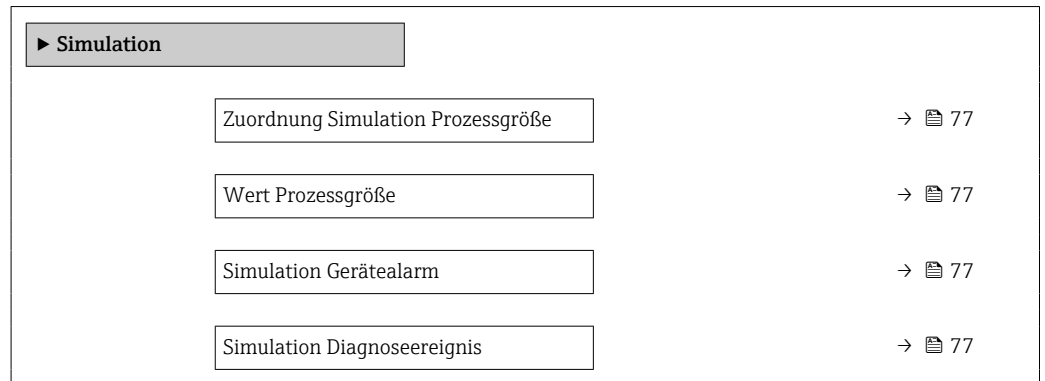 ▶ Simulation
Zuordnung Simulation Prozessgröße → 77
Wert Prozessgröße → 77
Simulation Gerätealarm → 77
Simulation Diagnoseereignis → 77